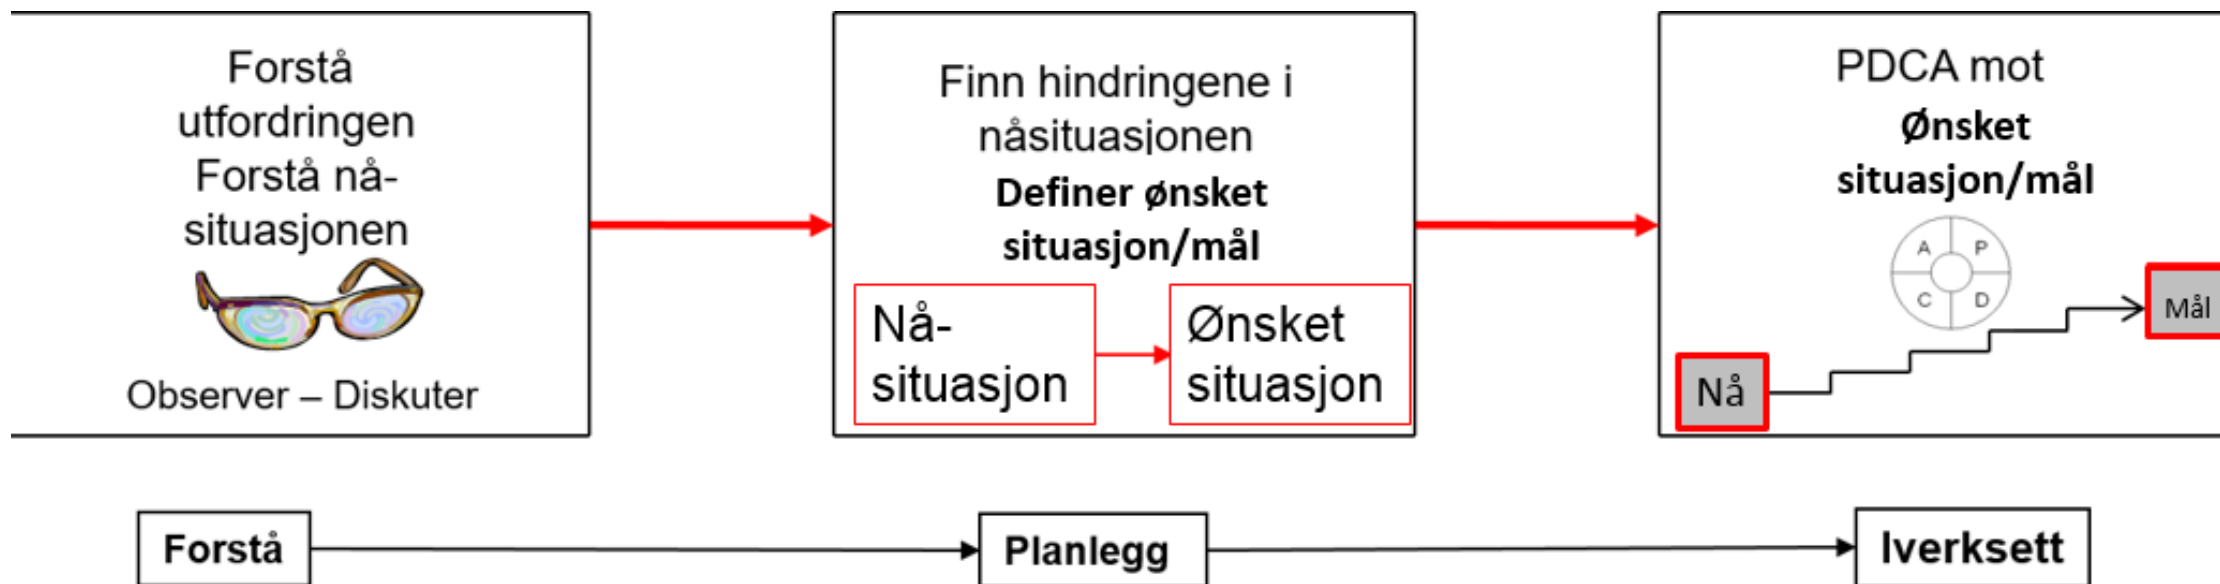 Forstå
utfordringen
Forstå nå-
situasjonen
Observer – Diskuter
Finn hindringene i
nåsituasjonen
Definer ønsket
situasjon/mål
Nå-
situasjon
Ønsket
situasjon
PDCA mot
Ønsket
situasjon/mål
A P
C D
Nå
Mål
Forstå
Planlegg
Iverksett